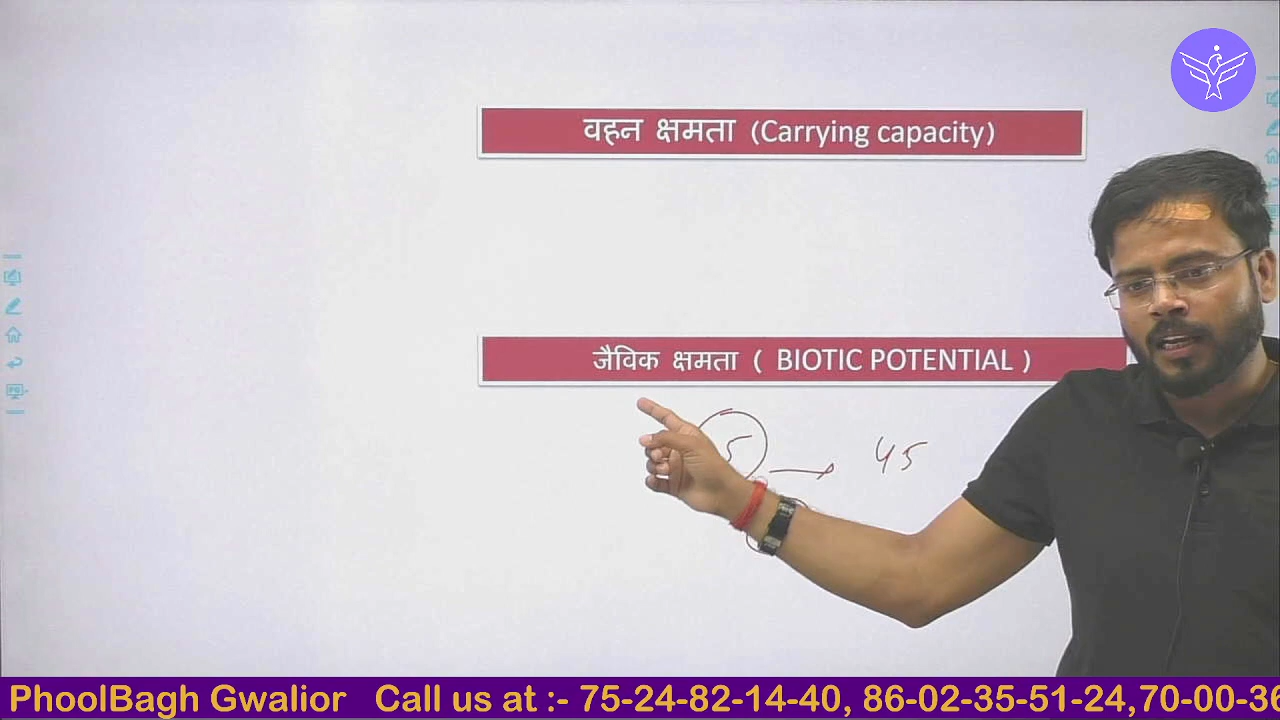 वहन क्षमता (Carrying capacity)
जैविक क्षमता ( BIOTIC POTENTIAL )
5 → 45
PhoolBagh Gwalior Call us at :- 75-24-82-14-40, 86-02-35-51-24,70-00-36